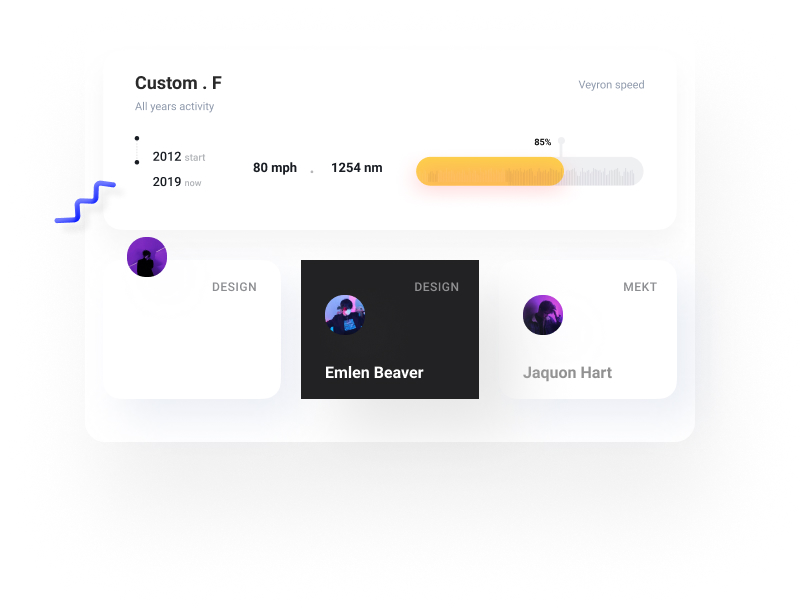 Custom . F
Veyron speed
All years activity
85%
2012 start
80 mph . 1254 nm
2019 now
DESIGN
DESIGN
MEKT
Emlen Beaver
Jaquon Hart